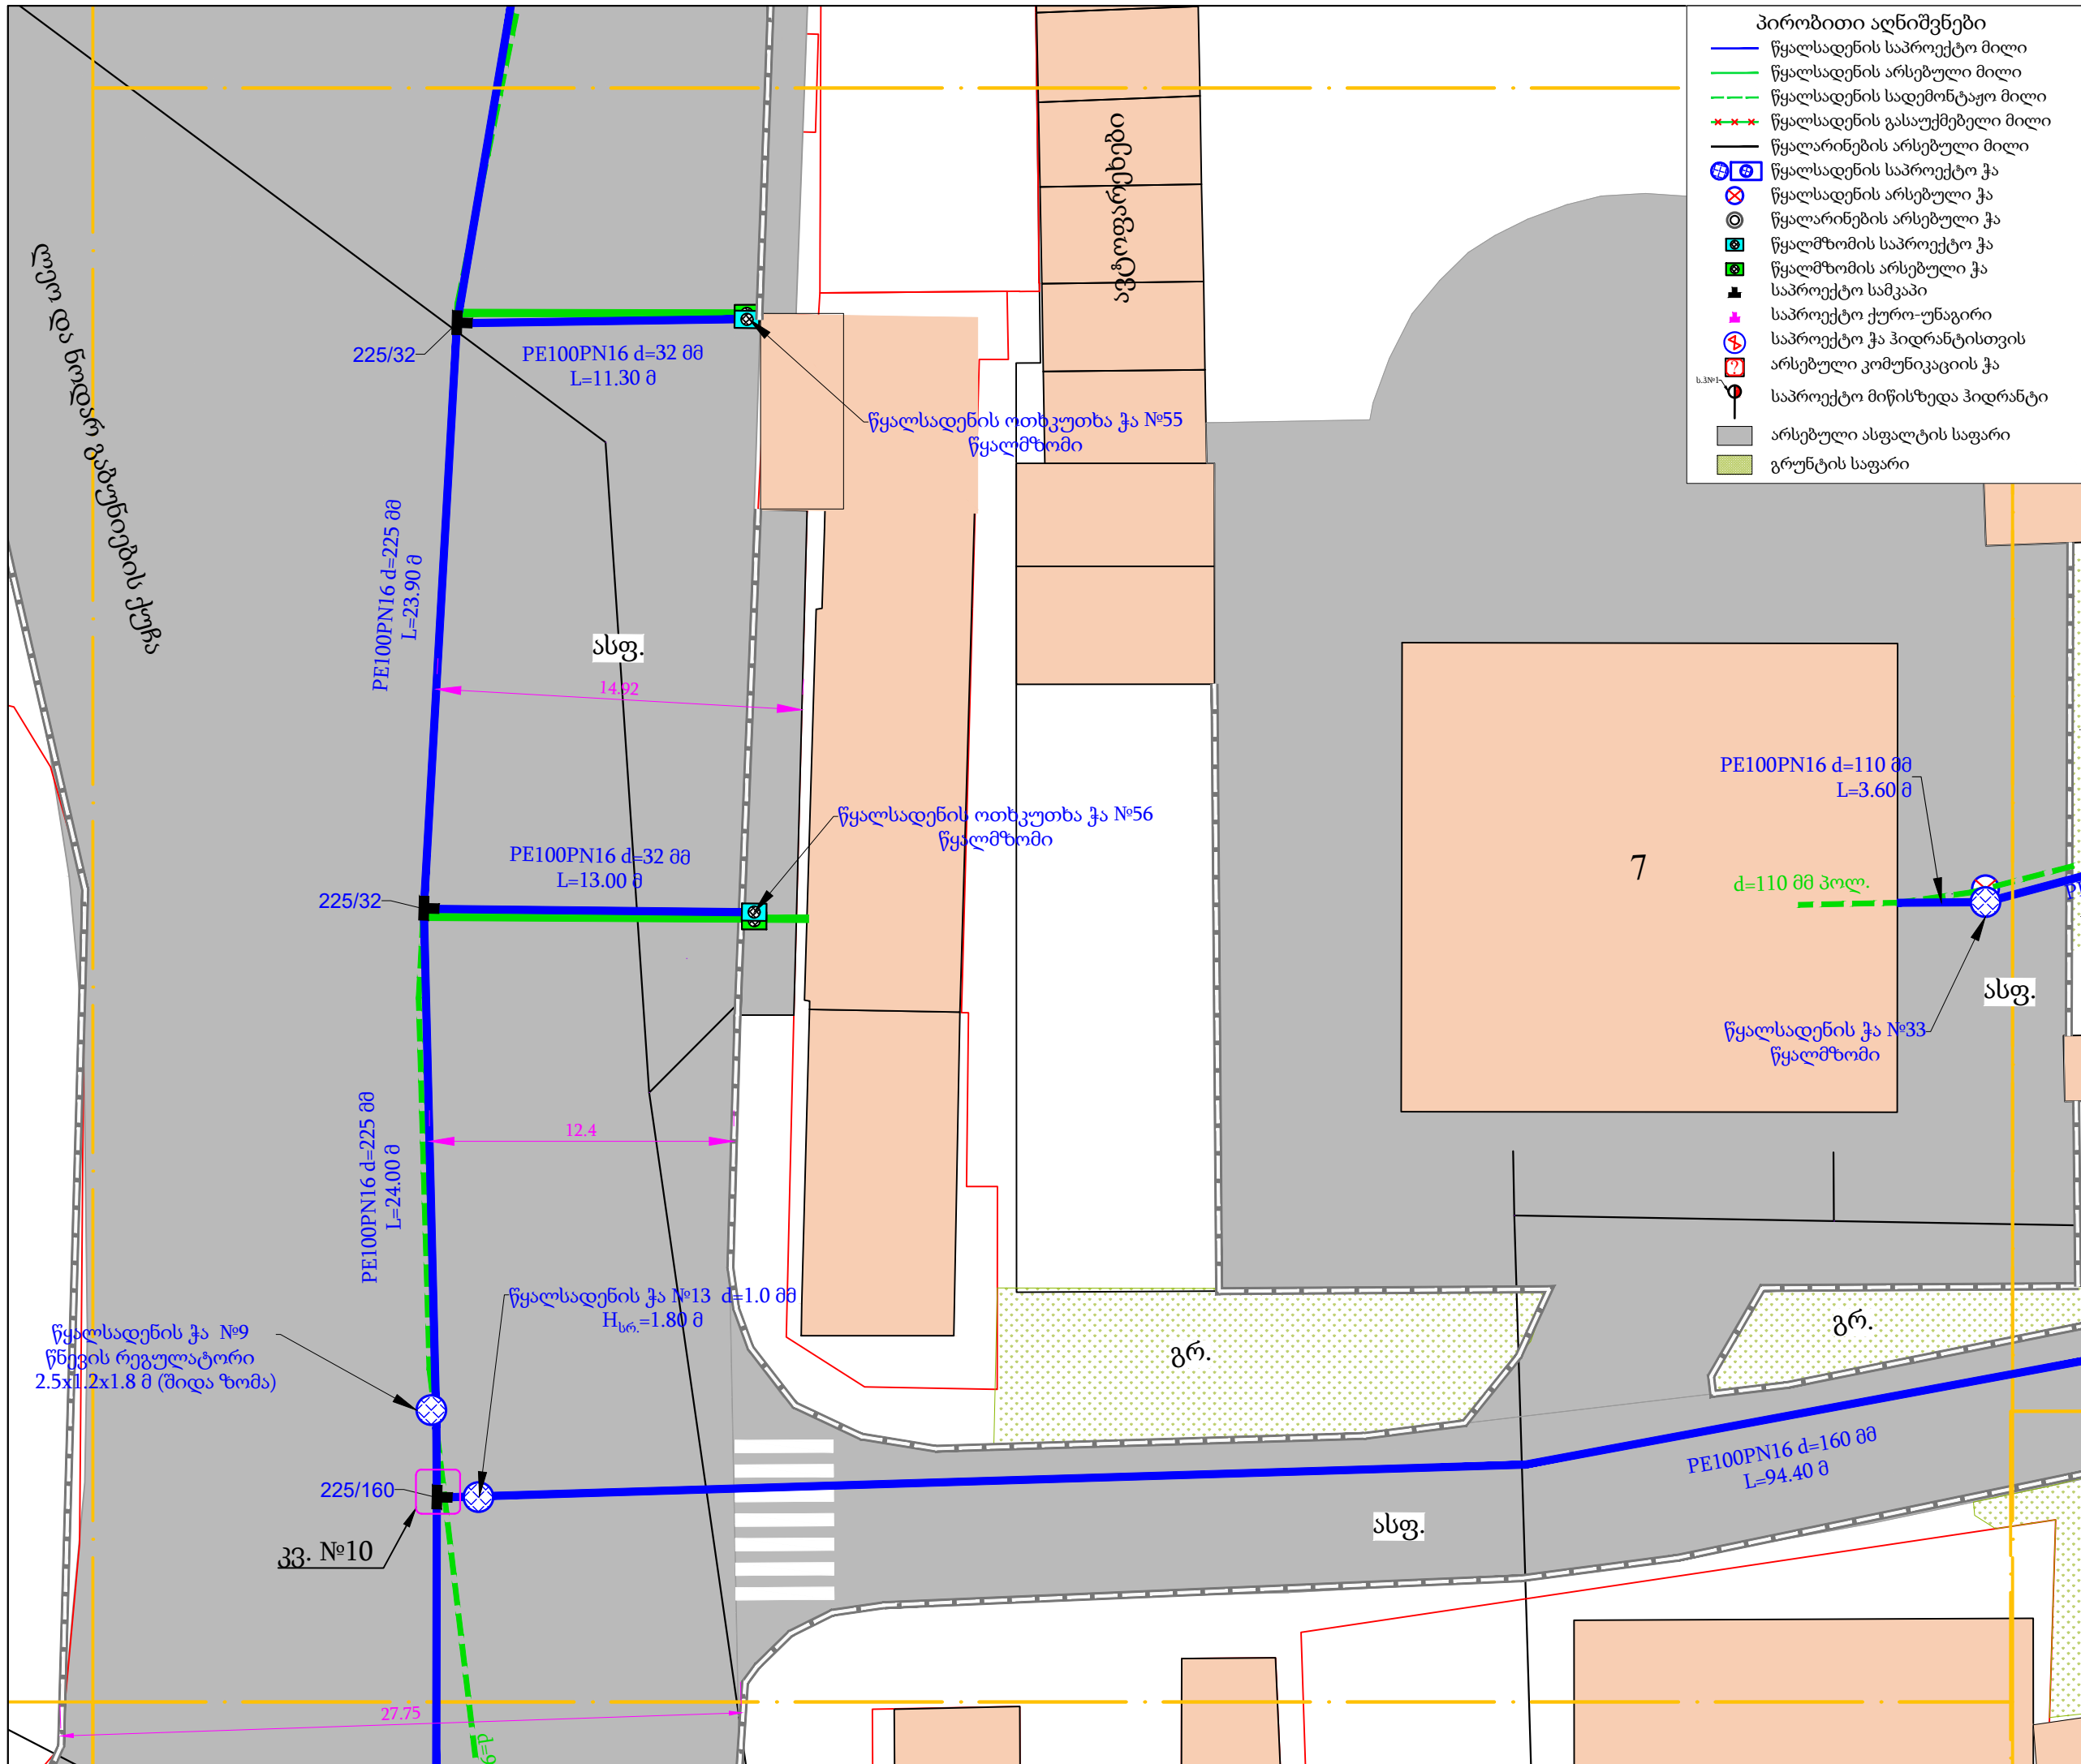 პირობითი აღნიშვნები
წყალსადენის საპროექტო მილი
წყალსადენის არსებული მილი
წყალსადენის სადემონტაჟო მილი
წყალსადენის გასაუქმებელი მილი
წყალარინების არსებული მილი
წყალსადენის საპროექტო ჭა
წყალსადენის არსებული ჭა
წყალარინების არსებული ჭა
წყალმზომის საპროექტო ჭა
წყალმზომის არსებული ჭა
საპროექტო სამკაპი
საპროექტო ქურო-უნაგირი
საპროექტო ჭა ჰიდრანტისთვის
არსებული კომუნიკაციის ჭა
საპროექტო მიწისზედა ჰიდრანტი
არსებული ასფალტის საფარი
გრუნტის საფარი
ავტოფარეხები
ლეო და ნოდარ გაბუნიების ქუჩა
225/32
PE100PN16 d=32 მმ
L=11.30 მ
წყალსადენის ოთხკუთხა ჭა №55
წყალმზომი
PE100PN16 d=225 მმ
L=23.90 მ
ასფ.
14.92
წყალსადენის ოთხკუთხა ჭა №56
წყალმზომი
PE100PN16 d=32 მმ
L=13.00 მ
225/32
PE100PN16 d=110 მმ
L=3.60 მ
7
d=110 მმ პოლ.
ასფ.
წყალსადენის ჭა №33
წყალმზომი
PE100PN16 d=225 მმ
L=24.00 მ
12.4
წყალსადენის ჭა №13 d=1.0 მმ
Hსრ.=1.80 მ
წყალსადენის ჭა №9
წნევის რეგულატორი
2.5x1.2x1.8 მ (შიდა ზომა)
გრ.
გრ.
PE100PN16 d=160 მმ
L=94.40 მ
225/160
ასფ.
კვ. №10
27.75